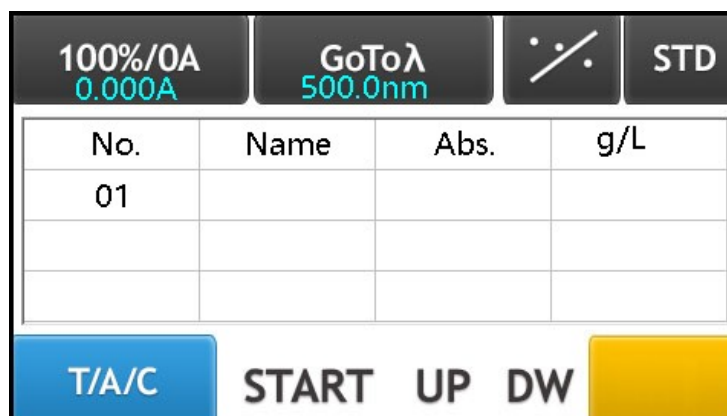 100%/0A GoToλ STD
0.000A 500.0nm
No. Name Abs. g/L
01
T/A/C START UP DW